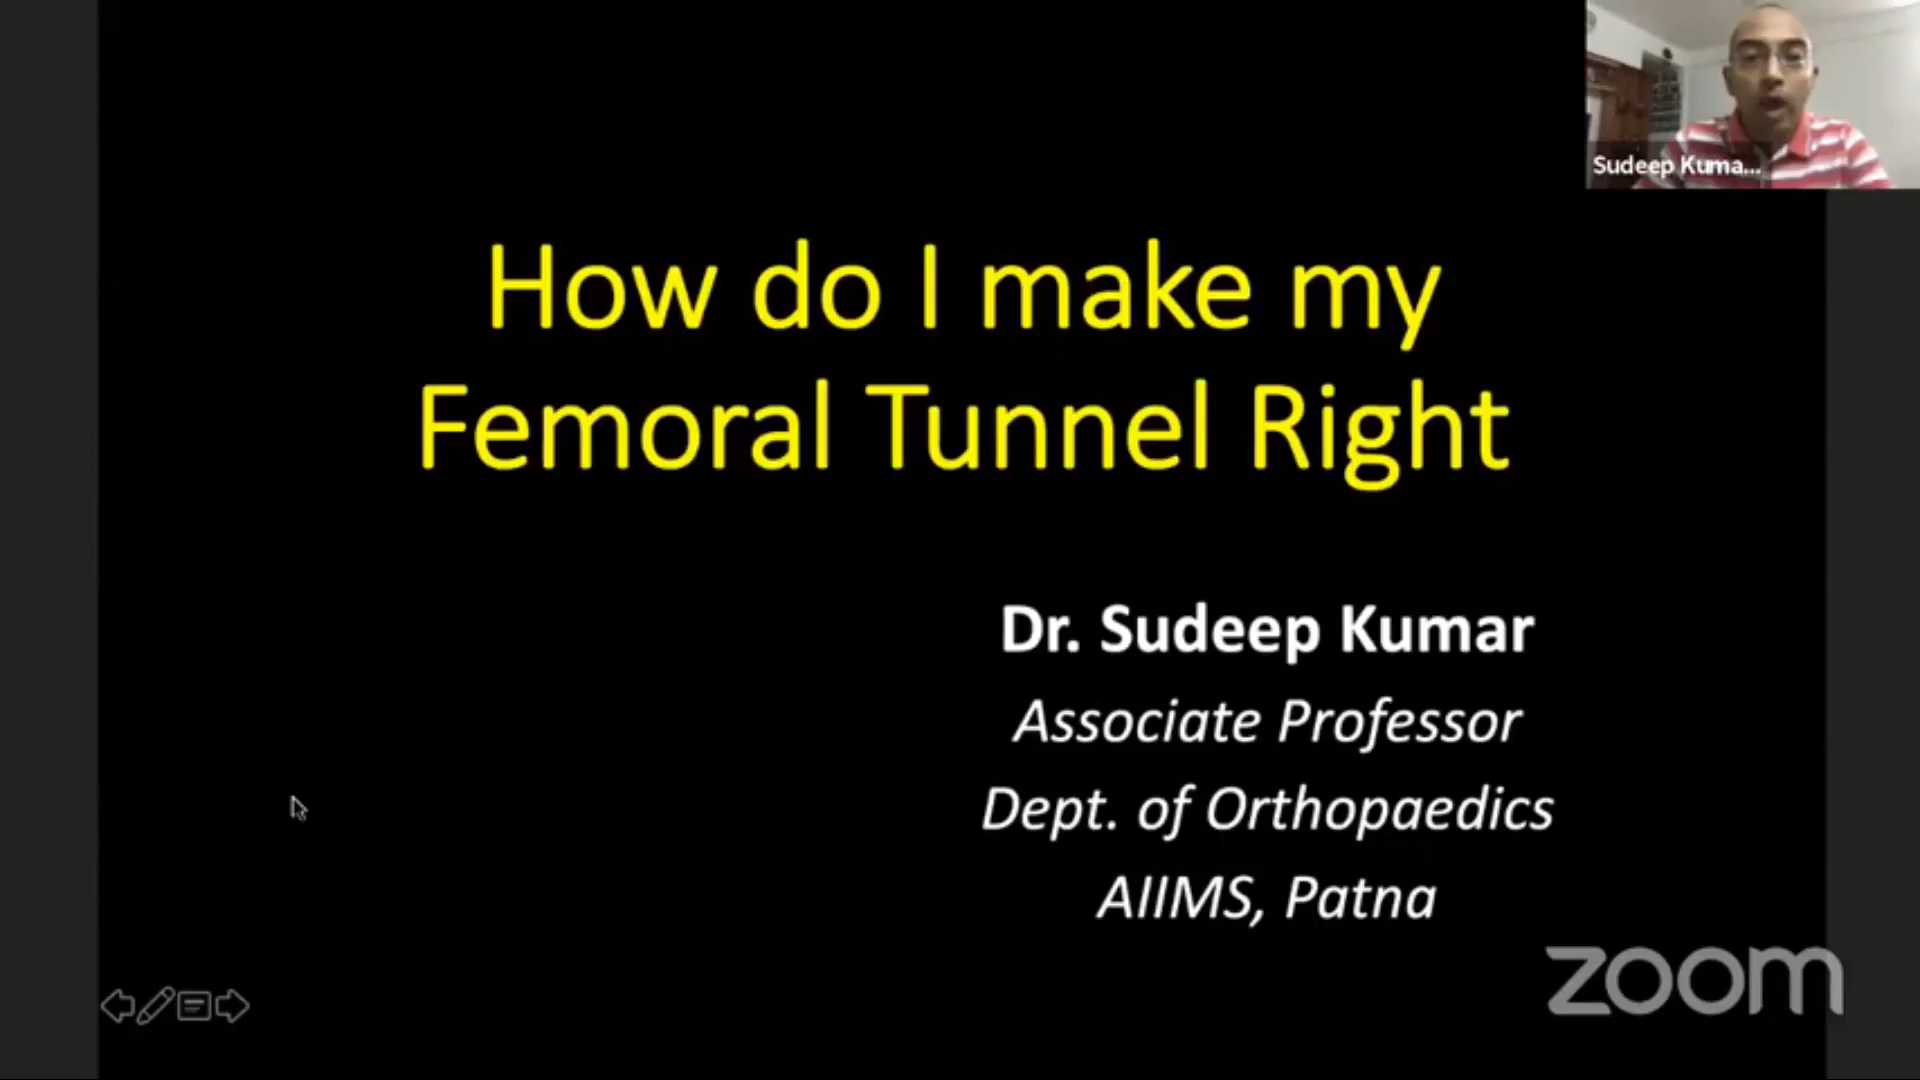 Sudeep Kuma...
How do I make my
Femoral Tunnel Right
Dr. Sudeep Kumar
Associate Professor
Dept. of Orthopaedics
AIIMS, Patna
zoom